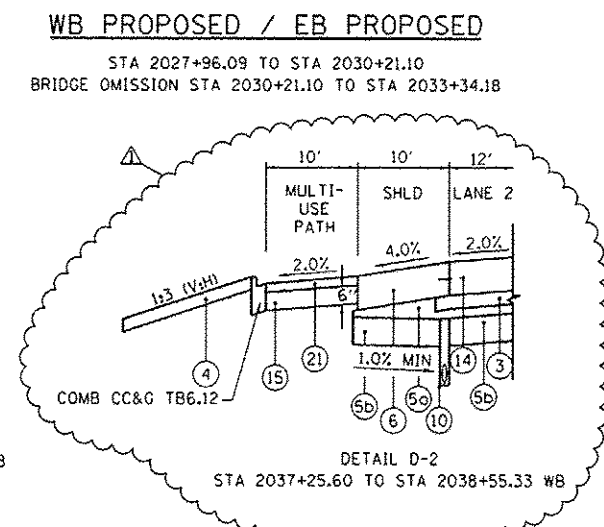 WB PROPOSED / EB PROPOSED
STA 2027+96.09 TO STA 2030+21.10
BRIDGE OMISSION STA 2030+21.10 TO STA 2033+34.18
1
10' 10' 12'
MULTI-USE PATH
SHLD
LANE 2
2.0% 4.0% 2.0%
1:3 (V:H)
6"
4 15 21 1.0% MIN 14 3
COMB CC&G TB6.12
5b 6 5a 10 5b
DETAIL D-2
STA 2037+25.60 TO STA 2038+55.33 WB